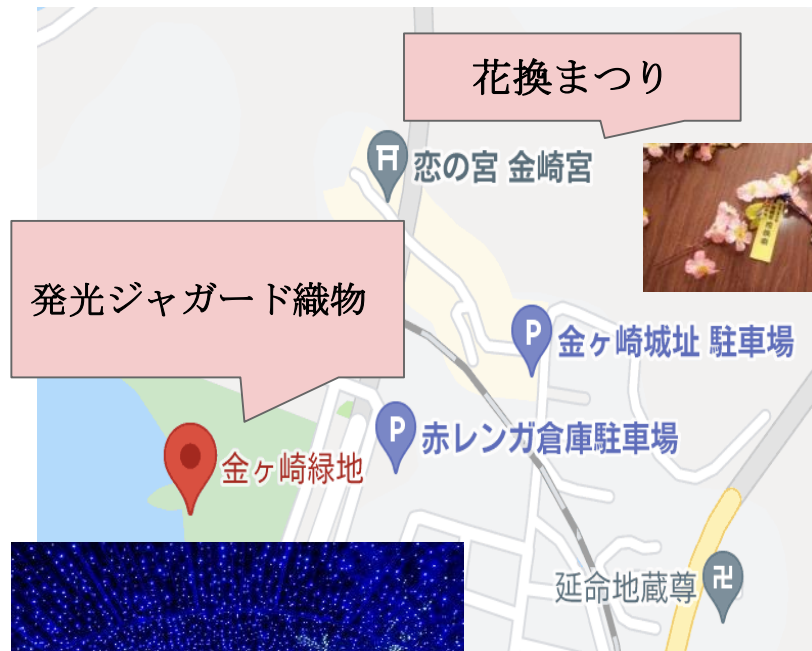 花換まつり
恋の宮 金崎宮
発光ジャガード織物
金ヶ崎城址 駐車場
赤レンガ倉庫駐車場
金ヶ崎緑地
延命地蔵尊